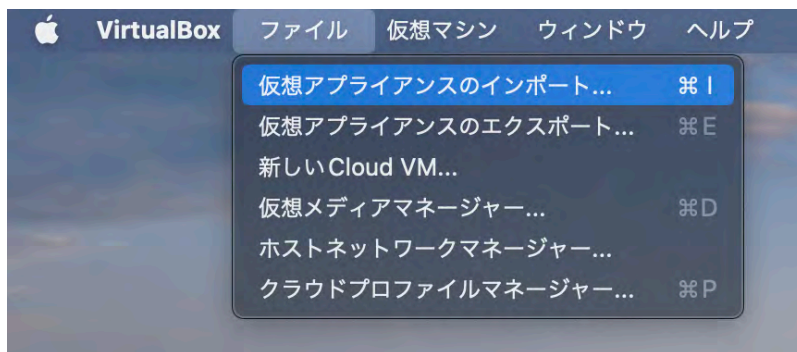 VirtualBox ファイル 仮想マシン ウィンドウ ヘルプ
仮想アプライアンスのインポート... ⌘ I
仮想アプライアンスのエクスポート... ⌘ E
新しいCloud VM...
仮想メディアマネージャー... ⌘ D
ホストネットワークマネージャー...
クラウドプロファイルマネージャー... ⌘ P